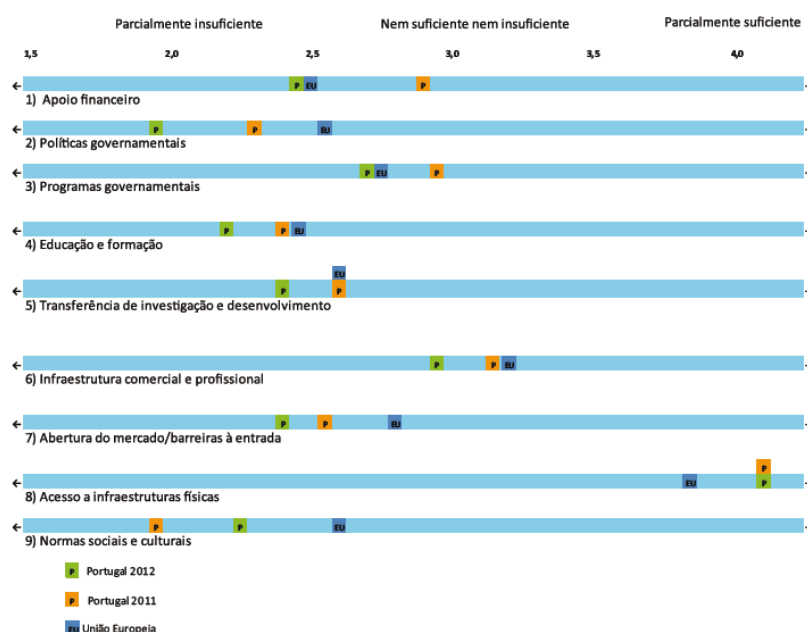 Parcialmente insuficiente Nem suficiente nem insuficiente Parcialmente suficiente
1,5 2,0 2,5 3,0 3,5 4,0
P EU P
1) Apoio financeiro
P P EU
2) Políticas governamentais
P EU P
3) Programas governamentais
P P EU
4) Educação e formação
EU
P P
5) Transferência de investigação e desenvolvimento
P P EU
6) Infraestrutura comercial e profissional
P P EU
7) Abertura do mercado/barreiras à entrada
P
EU P
8) Acesso a infraestruturas físicas
P P EU
9) Normas sociais e culturais
P Portugal 2012
P Portugal 2011
EU União Europeia